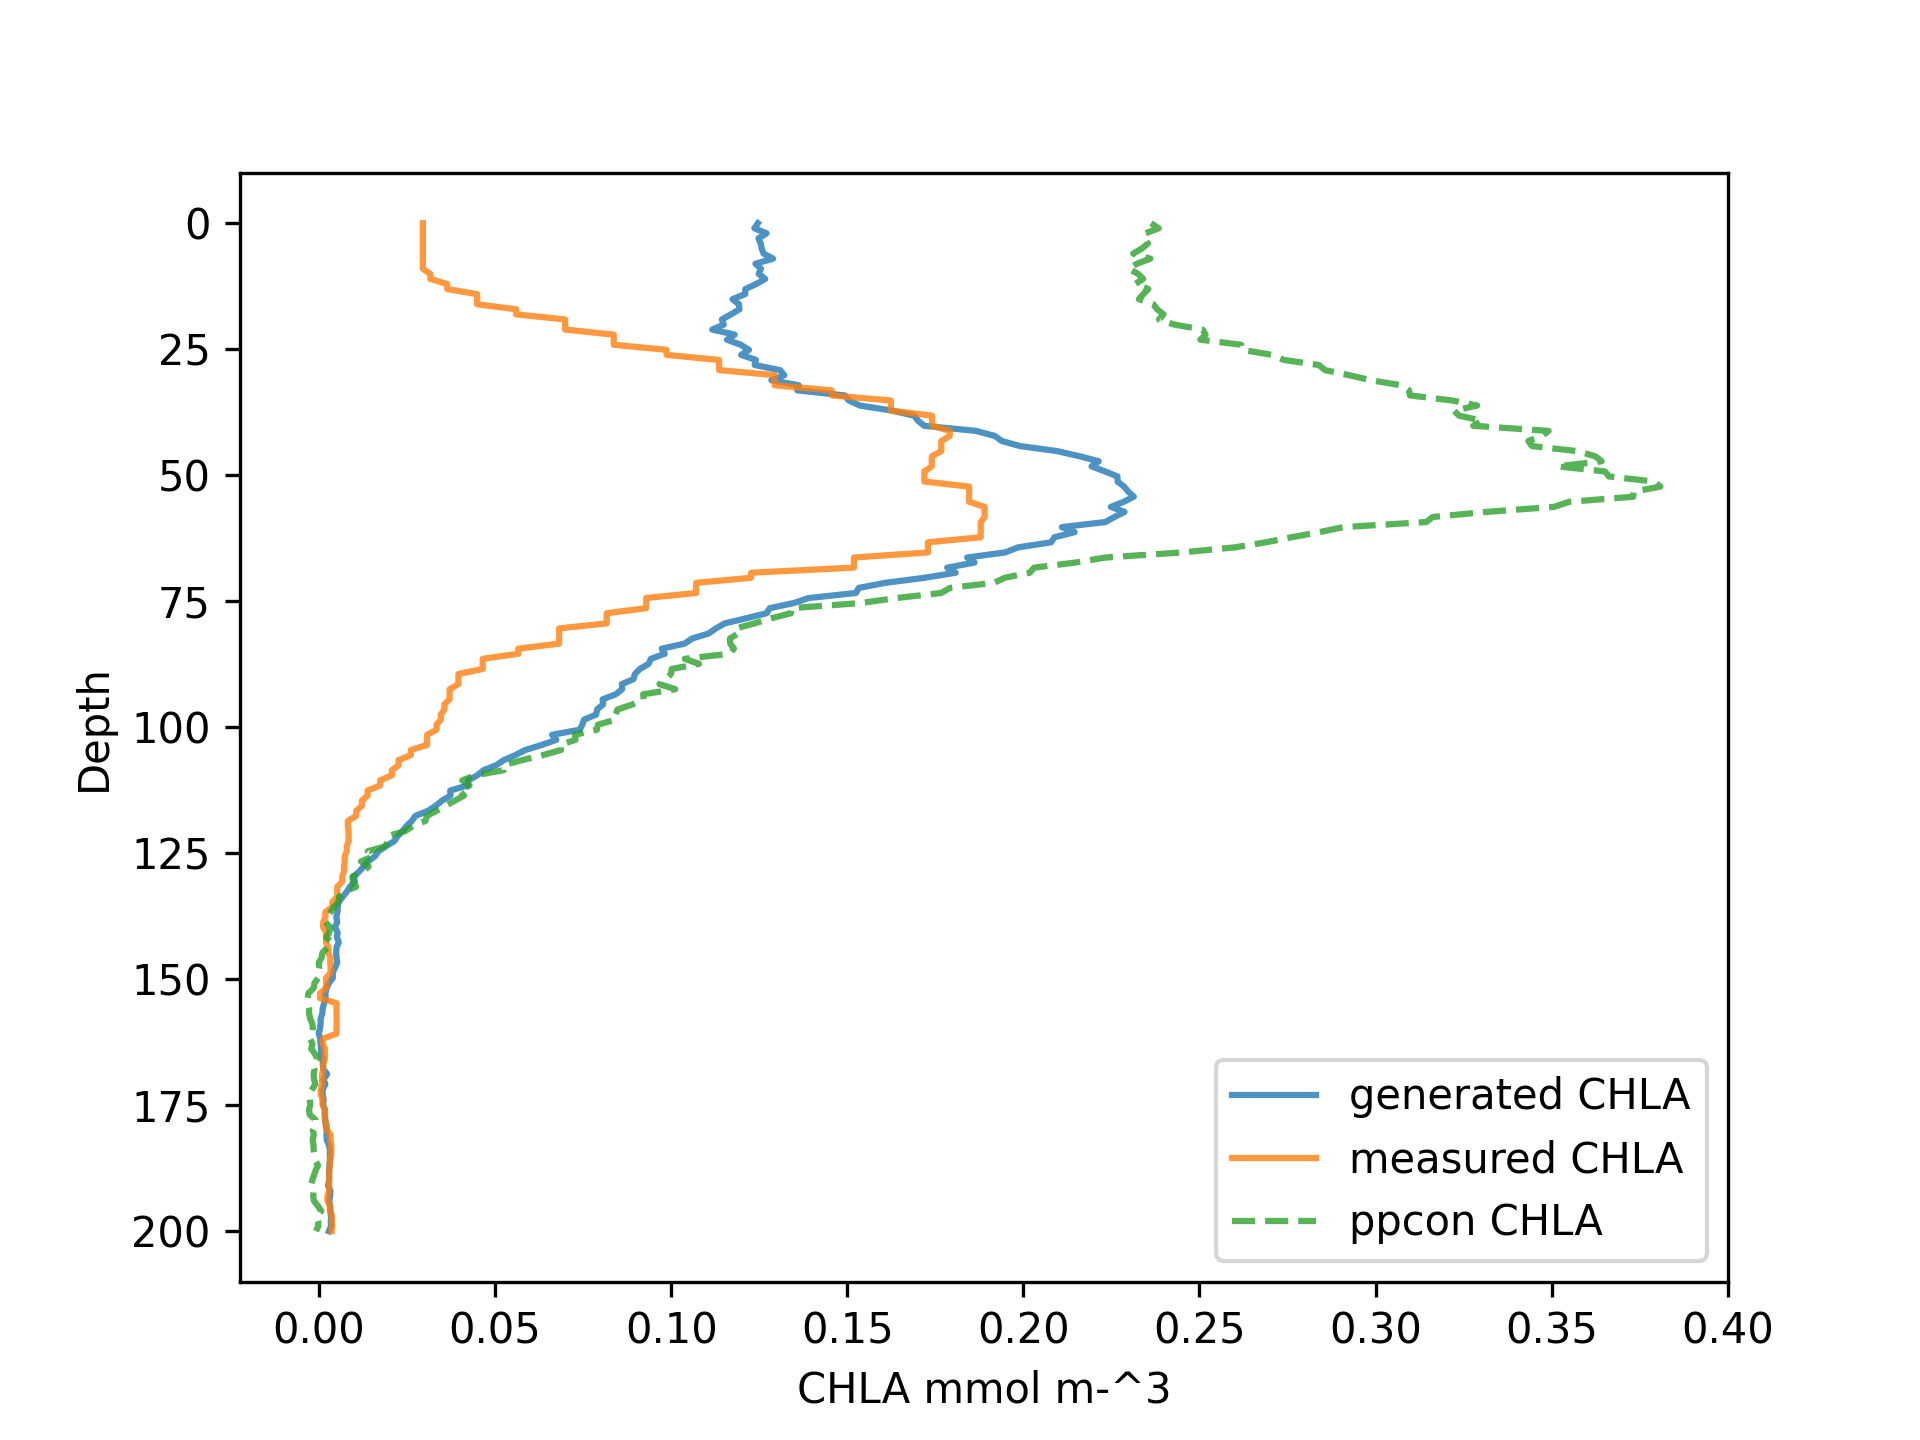 0
25
50
75
100
125
150
175
200
Depth
0.00 0.05 0.10 0.15 0.20 0.25 0.30 0.35 0.40
CHLA mmol m-^3
generated CHLA
measured CHLA
ppcon CHLA